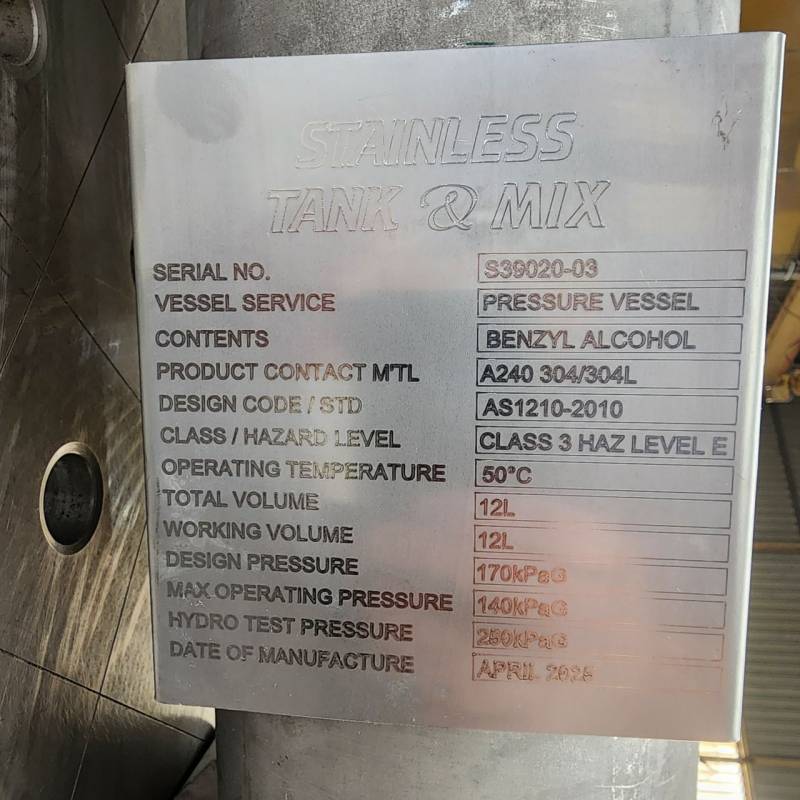 STAINLESS
TANK & MIX
SERIAL NO. S39020-03
VESSEL SERVICE PRESSURE VESSEL
CONTENTS BENZYL ALCOHOL
PRODUCT CONTACT M'TL A240 304/304L
DESIGN CODE / STD AS1210-2010
CLASS / HAZARD LEVEL CLASS 3 HAZ LEVEL E
OPERATING TEMPERATURE 50°C
TOTAL VOLUME 12L
WORKING VOLUME 12L
DESIGN PRESSURE 170kPaG
MAX OPERATING PRESSURE 140kPaG
HYDRO TEST PRESSURE 250kPaG
DATE OF MANUFACTURE APRIL 2025